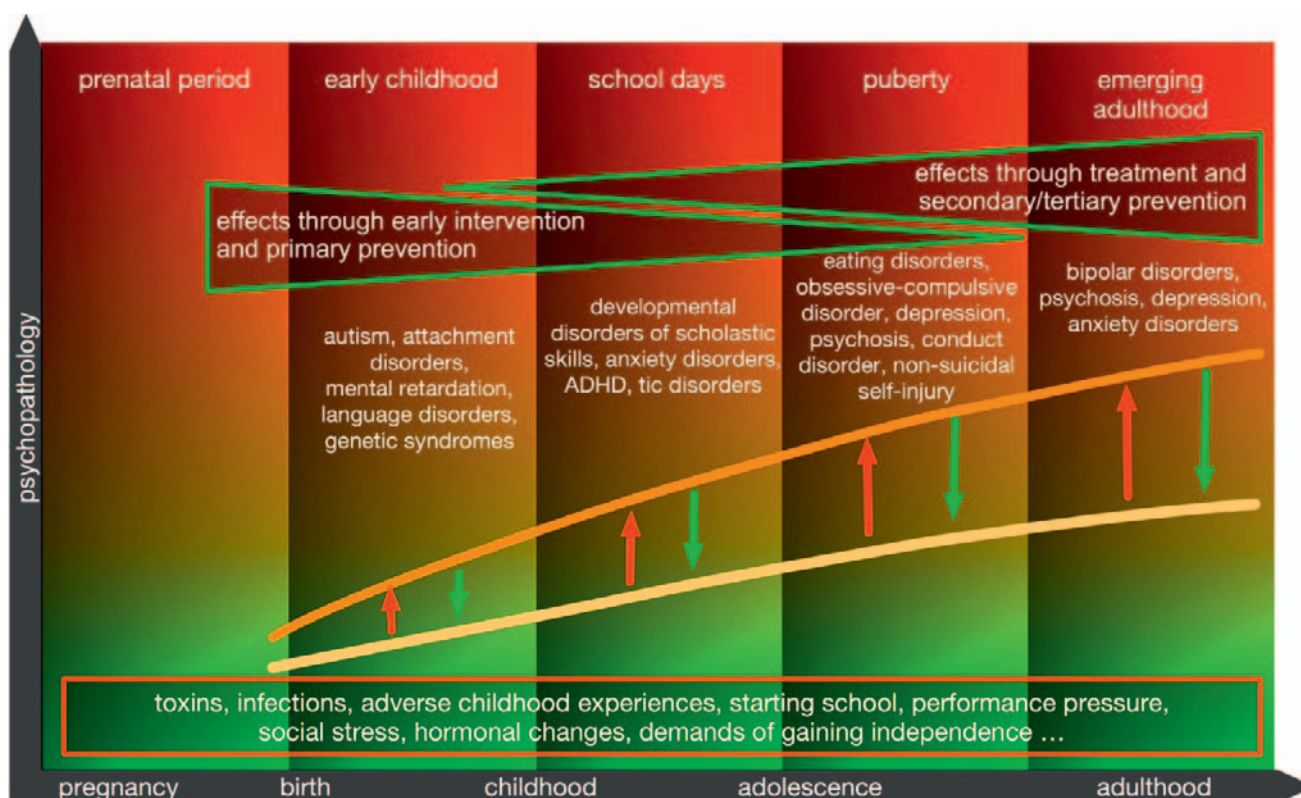 prenatal period
early childhood
school days
puberty
emerging
adulthood
effects through early intervention
and primary prevention
effects through treatment and
secondary/tertiary prevention
autism, attachment
disorders,
mental retardation,
language disorders,
genetic syndromes
developmental
disorders of scholastic
skills, anxiety disorders,
ADHD, tic disorders
eating disorders,
obsessive-compulsive
disorder, depression,
psychosis, conduct
disorder, non-suicidal
self-injury
bipolar disorders,
psychosis, depression,
anxiety disorders
psychopathology
toxins, infections, adverse childhood experiences, starting school, performance pressure,
social stress, hormonal changes, demands of gaining independence ...
pregnancy
birth
childhood
adolescence
adulthood